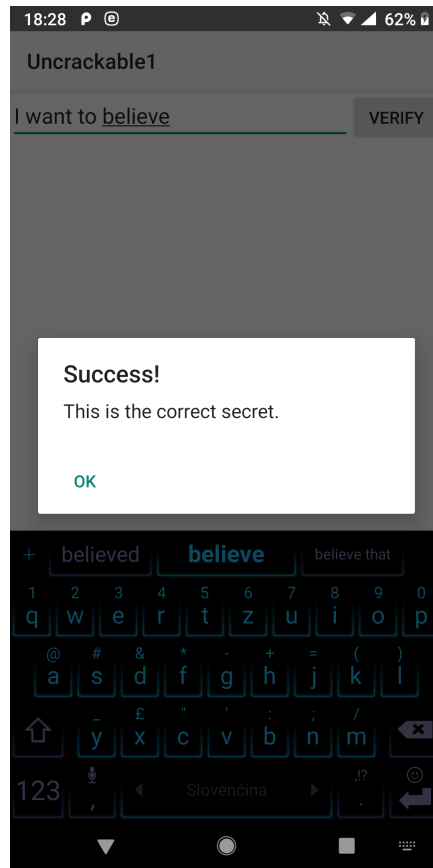 18:28 62%
Uncrackable1
I want to believe VERIFY
Success!
This is the correct secret.
OK
+ believed believe believe that
1 2 3 4 5 6 7 8 9 0
q w e r t z u i o p
@ # & * - + = ( )
a s d f g h j k l
_ £ " ' : ; /
y x c v b n m
123 , Slovenčina ,!? .